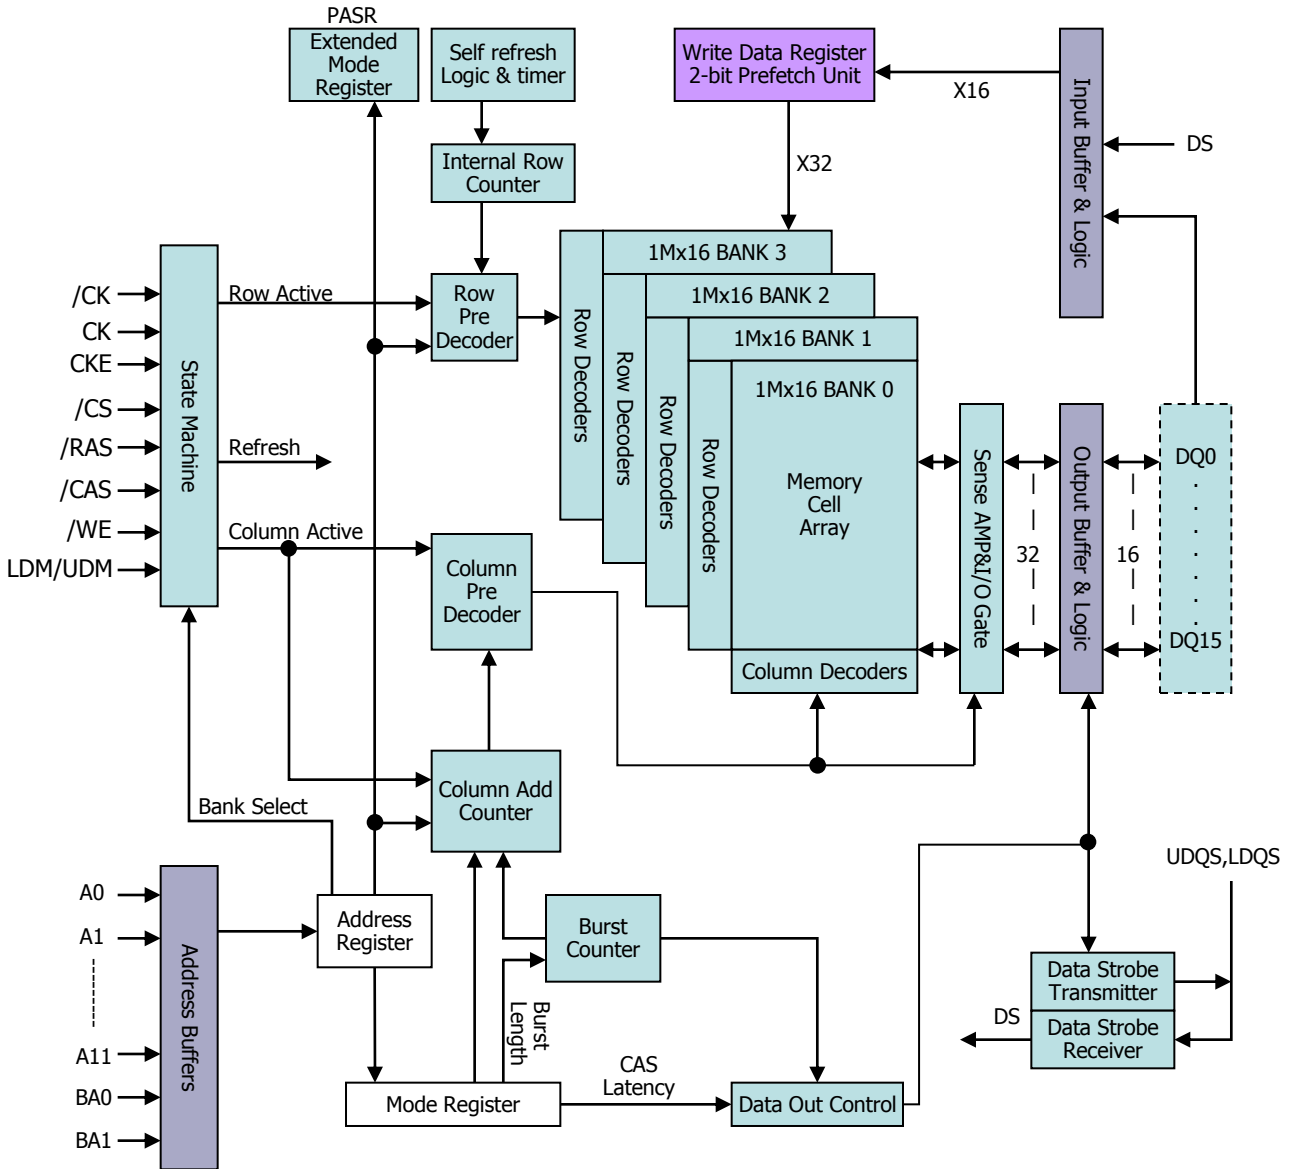 PASR
Extended
Mode
Register
Self refresh
Logic & timer
Write Data Register
2-bit Prefetch Unit
X16
Input Buffer & Logic
DS
Internal Row
Counter
X32
1Mx16 BANK 3
1Mx16 BANK 2
1Mx16 BANK 1
1Mx16 BANK 0
Row Decoders
Row Decoders
Row Decoders
Row Decoders
Memory
Cell
Array
Column Decoders
/CK
CK
CKE
/CS
/RAS
/CAS
/WE
LDM/UDM
State Machine
Row Active
Refresh
Column Active
Row
Pre
Decoder
Column
Pre
Decoder
Sense AMP&I/O Gate
32
Output Buffer & Logic
16
DQ0
DQ15
Bank Select
Column Add
Counter
A0
A1
A11
BA0
BA1
Address Buffers
Address
Register
Burst
Counter
Burst
Length
Mode Register
CAS
Latency
Data Out Control
UDQS,LDQS
Data Strobe
Transmitter
DS
Data Strobe
Receiver